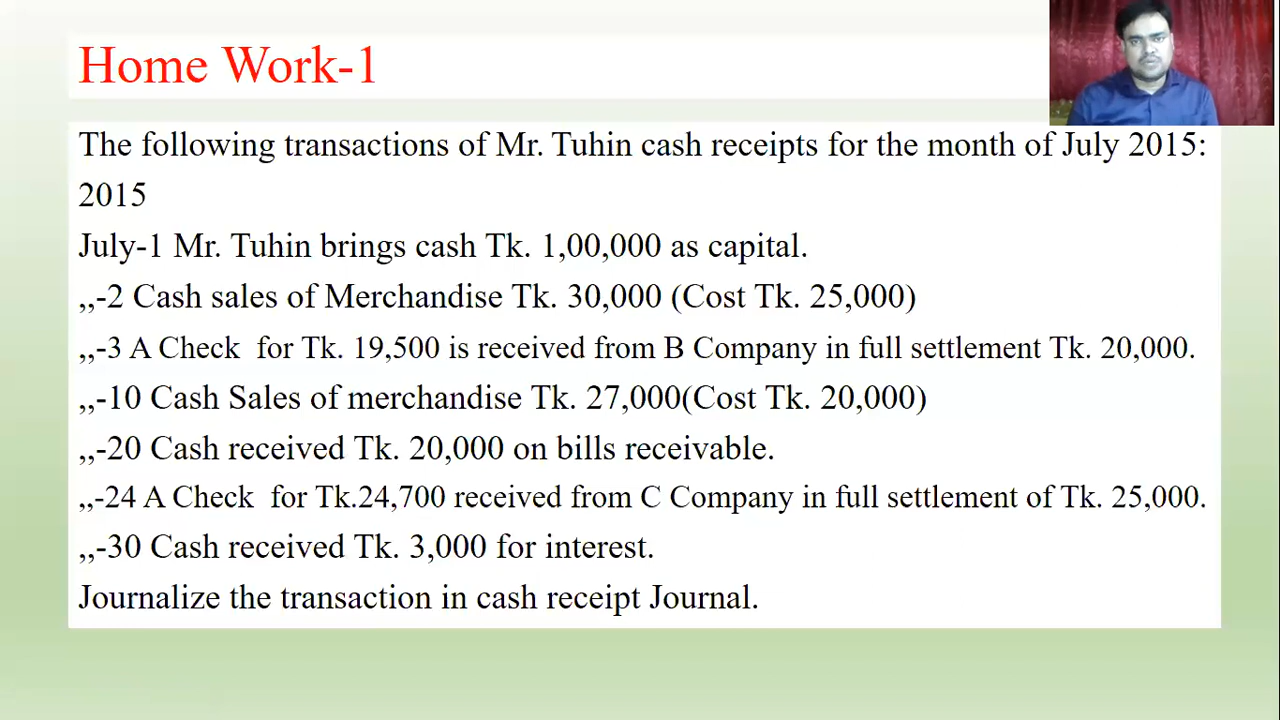 Home Work-1
The following transactions of Mr. Tuhin cash receipts for the month of July 2015:
2015
July-1 Mr. Tuhin brings cash Tk. 1,00,000 as capital.
,,-2 Cash sales of Merchandise Tk. 30,000 (Cost Tk. 25,000)
,,-3 A Check for Tk. 19,500 is received from B Company in full settlement Tk. 20,000.
,,-10 Cash Sales of merchandise Tk. 27,000(Cost Tk. 20,000)
,,-20 Cash received Tk. 20,000 on bills receivable.
,,-24 A Check for Tk.24,700 received from C Company in full settlement of Tk. 25,000.
,,-30 Cash received Tk. 3,000 for interest.
Journalize the transaction in cash receipt Journal.